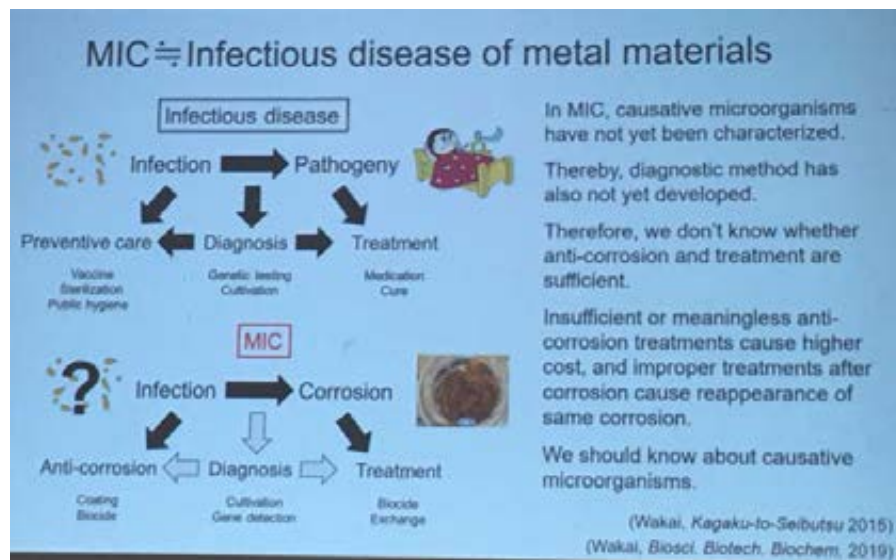 MIC≒Infectious disease of metal materials
Infectious disease
Infection
Pathogeny
Preventive care
Diagnosis
Treatment
Vaccine
Sterilization
Public hygiene
Genetic testing
Cultivation
Medication
Cure
MIC
?
Infection
Corrosion
Anti-corrosion
Diagnosis
Treatment
Coating
Biocide
Cultivation
Gene detection
Biocide
Exchange
In MIC, causative microorganisms
have not yet been characterized.
Thereby, diagnostic method has
also not yet developed.
Therefore, we don't know whether
anti-corrosion and treatment are
sufficient.
Insufficient or meaningless anti-
corrosion treatments cause higher
cost, and improper treatments after
corrosion cause reappearance of
same corrosion.
We should know about causative
microorganisms.
(Wakai, Kagaku-to-Seibutsu 2015)
(Wakai, Biosci. Biotech. Biochem, 2019)